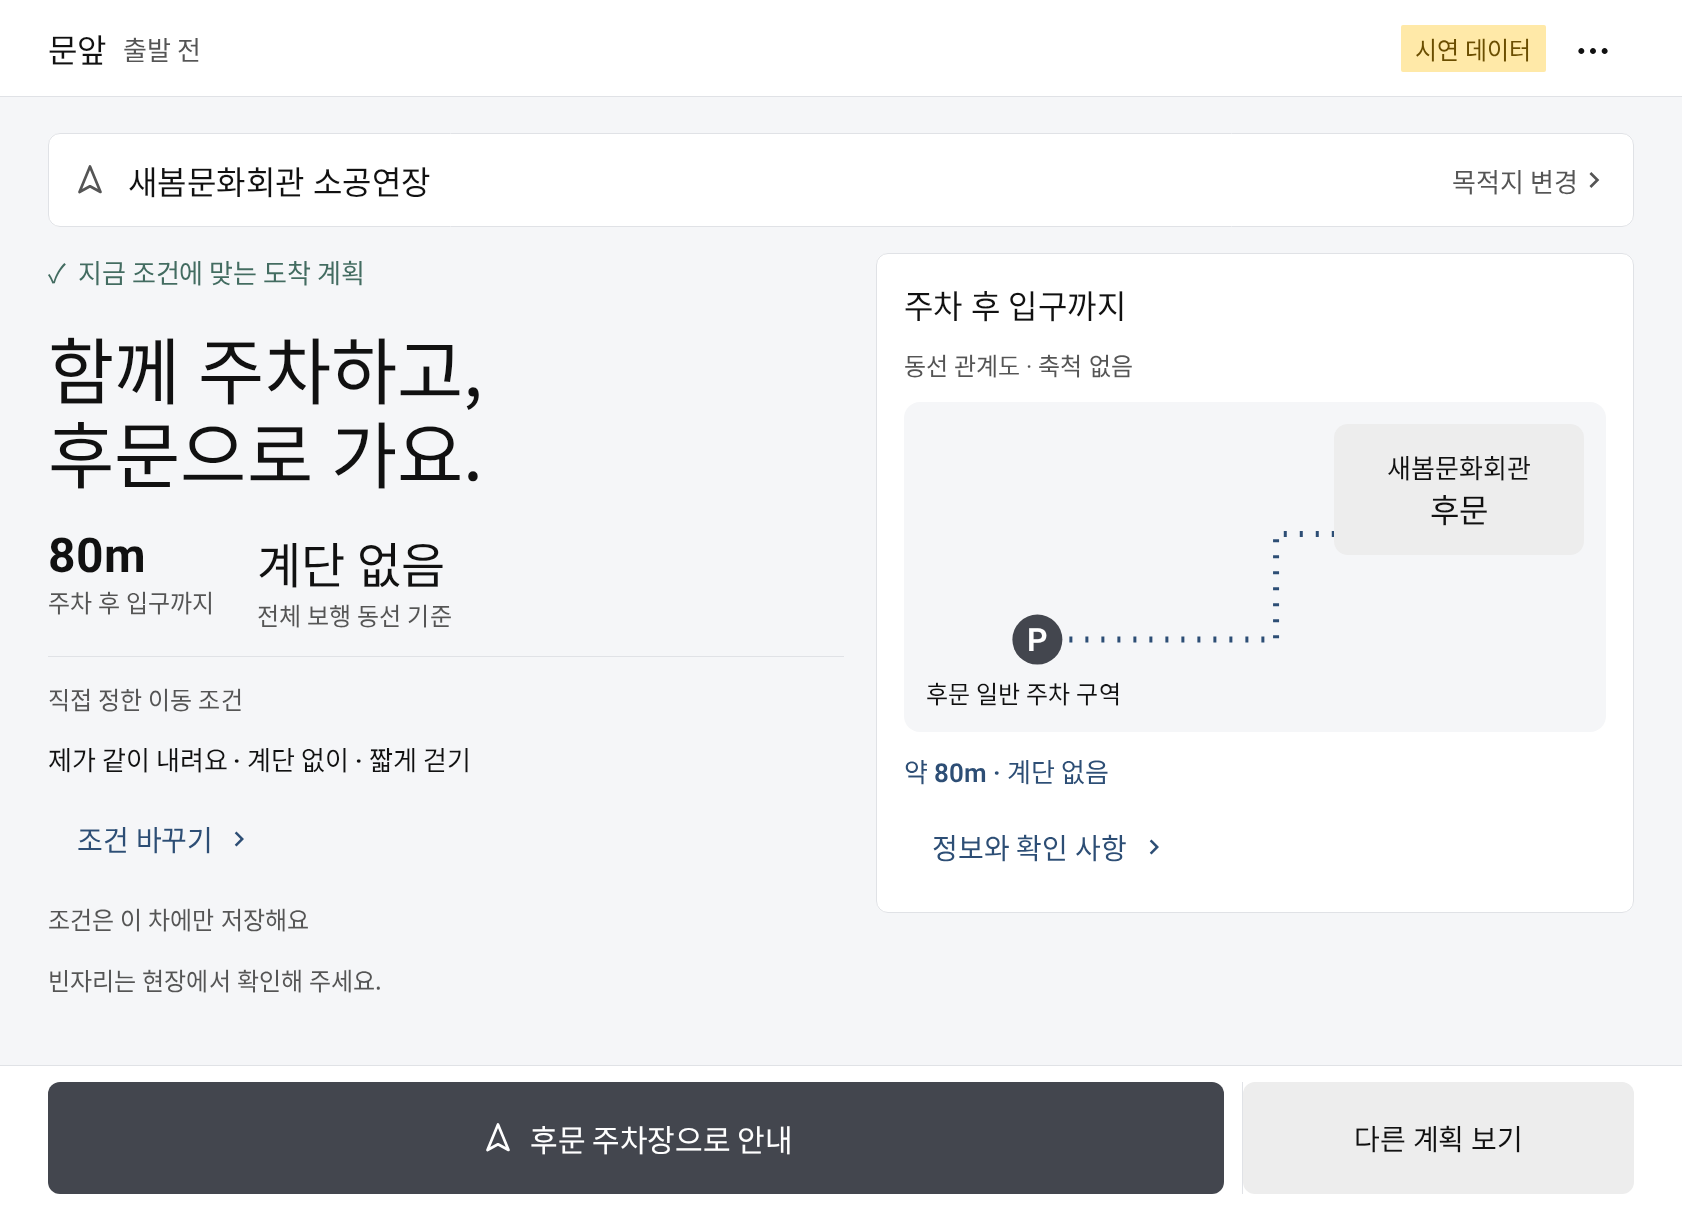 문앞 출발 전
시연 데이터
새봄문화회관 소공연장
목적지 변경
지금 조건에 맞는 도착 계획
함께 주차하고,
후문으로 가요.
80m
주차 후 입구까지
계단 없음
전체 보행 동선 기준
직접 정한 이동 조건
제가 같이 내려요 · 계단 없이 · 짧게 걷기
조건 바꾸기
조건은 이 차에만 저장해요
빈자리는 현장에서 확인해 주세요.
주차 후 입구까지
동선 관계도 · 축척 없음
새봄문화회관
후문
P
후문 일반 주차 구역
약 80m · 계단 없음
정보와 확인 사항
후문 주차장으로 안내
다른 계획 보기